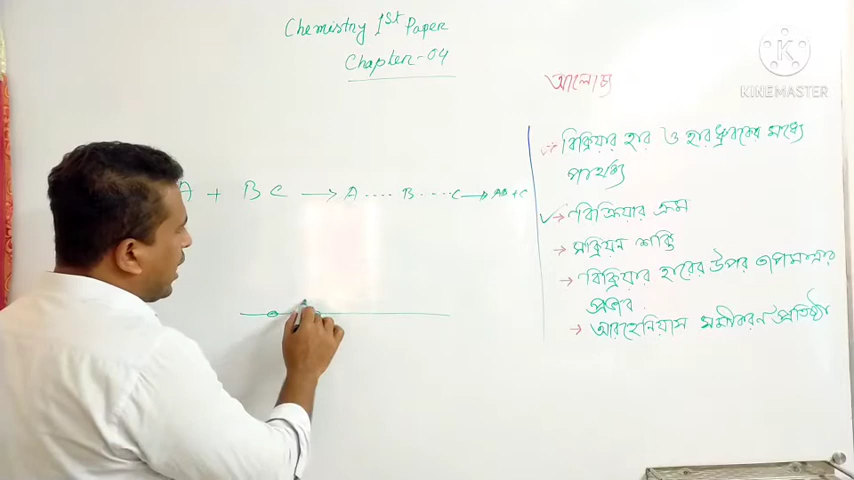 Chemistry 1st Paper
Chapter-04
আলোচ্য
K
KINEMASTER
→ বিক্রিয়ার হার ও হার ধ্রুবকের মধ্যে
পার্থক্য
A + B C → A .... B .... C → AB + C
✓→ বিক্রিয়ার ক্রম
→ সক্রিয়ন শক্তি
→ বিক্রিয়ার হারের উপর তাপমাত্রার
প্রভাব .
→ আরহেনিয়াস সমীকরণ প্রতিষ্ঠা